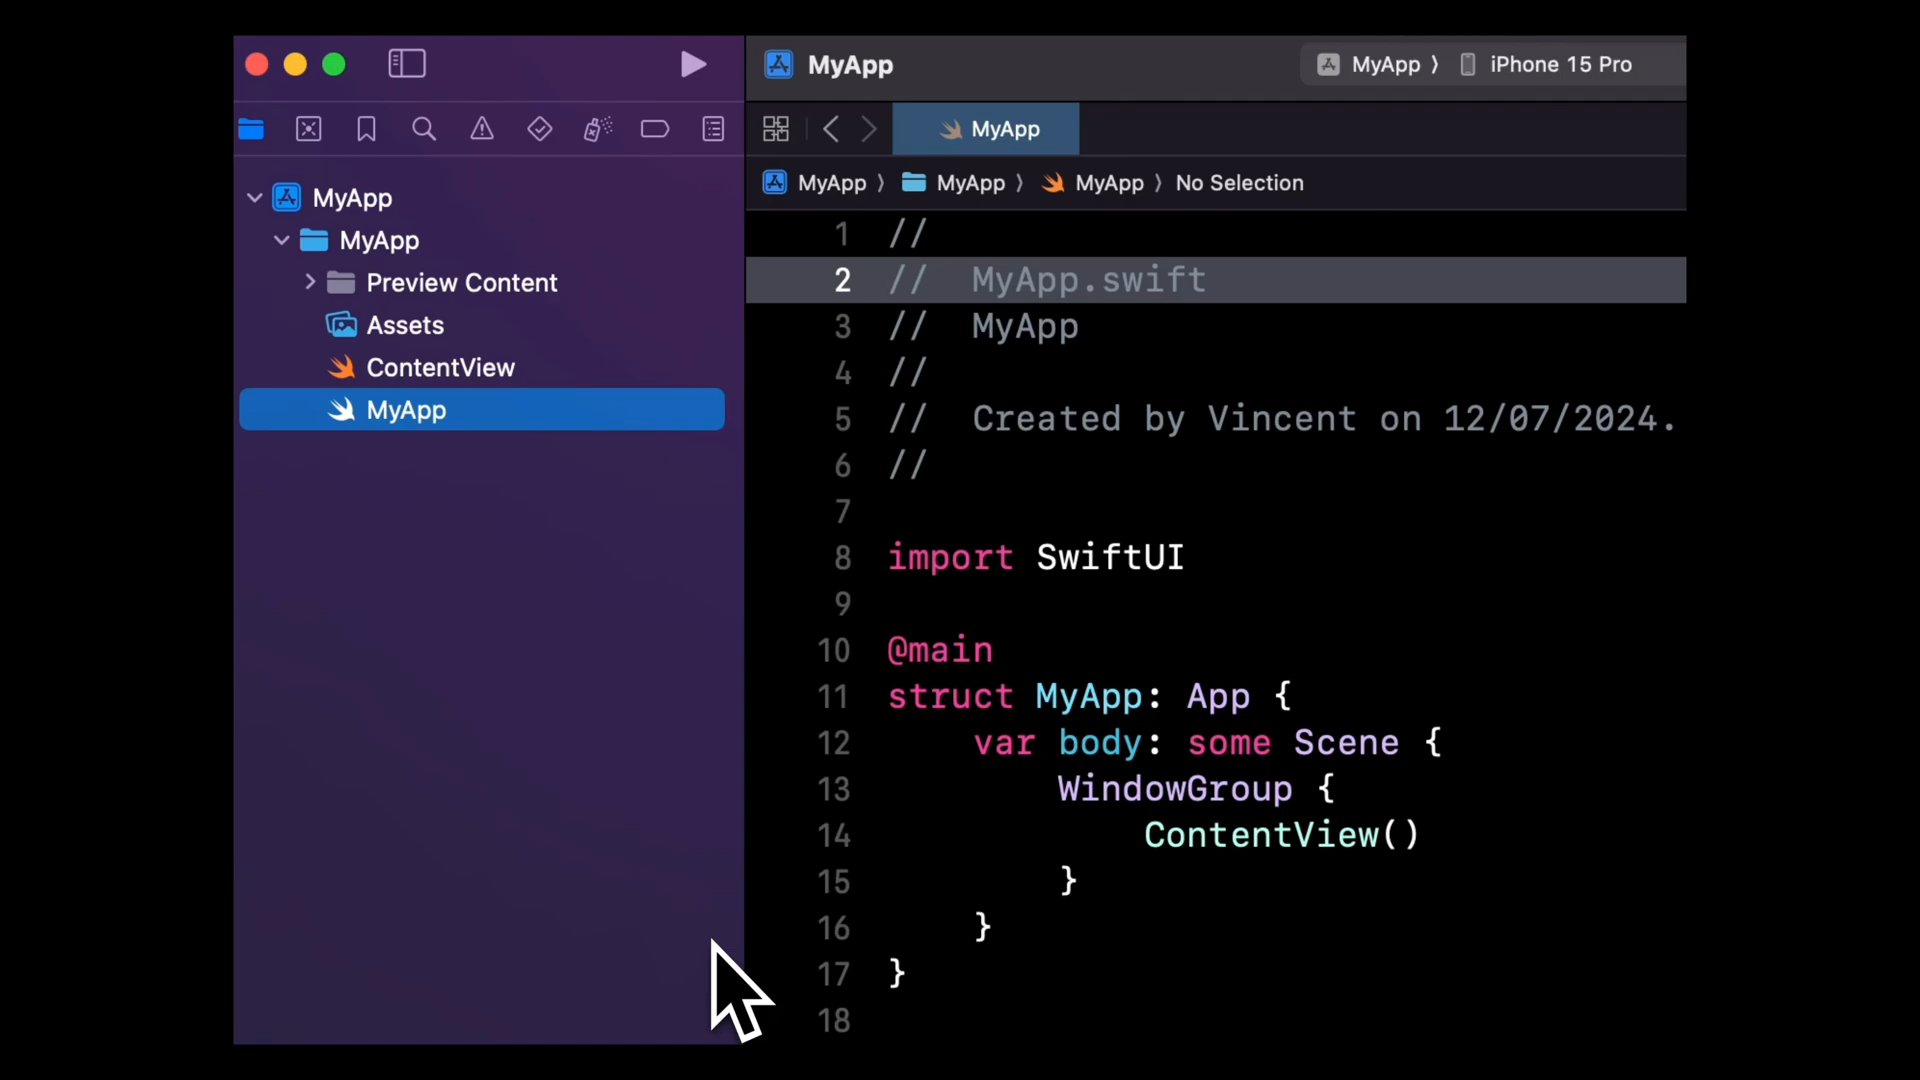 MyApp
MyApp
Preview Content
Assets
ContentView
MyApp
MyApp
MyApp ⟩ iPhone 15 Pro
MyApp
MyApp ⟩ MyApp ⟩ MyApp ⟩ No Selection
1 //
2 //  MyApp.swift
3 //  MyApp
4 //
5 //  Created by Vincent on 12/07/2024.
6 //
7
8 import SwiftUI
9
10 @main
11 struct MyApp: App {
12     var body: some Scene {
13         WindowGroup {
14             ContentView()
15         }
16     }
17 }
18